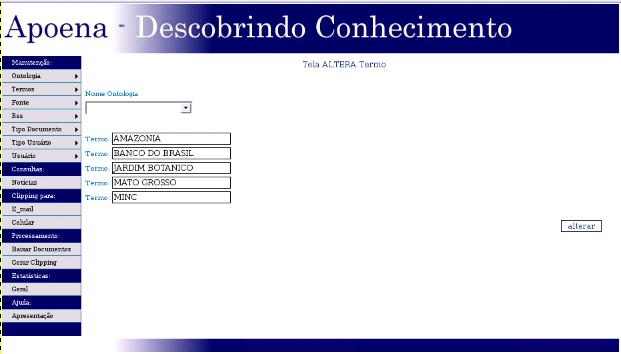 Apoena - Descobrindo Conhecimento
Manutenção:
Ontologia
Termos
Fonte
Rss
Tipo Documento
Tipo Usuário
Usuário
Consultas:
Notícias
Clipping para:
E_mail
Celular
Processamento:
Baixar Documentos
Gerar Clipping
Estatísticas:
Geral
Ajuda:
Apresentação
Tela ALTERA Termo
Nome Ontologia
Termo: AMAZONIA
Termo: BANCO DO BRASIL
Termo: JARDIM BOTANICO
Termo: MATO GROSSO
Termo: MINC
alterar